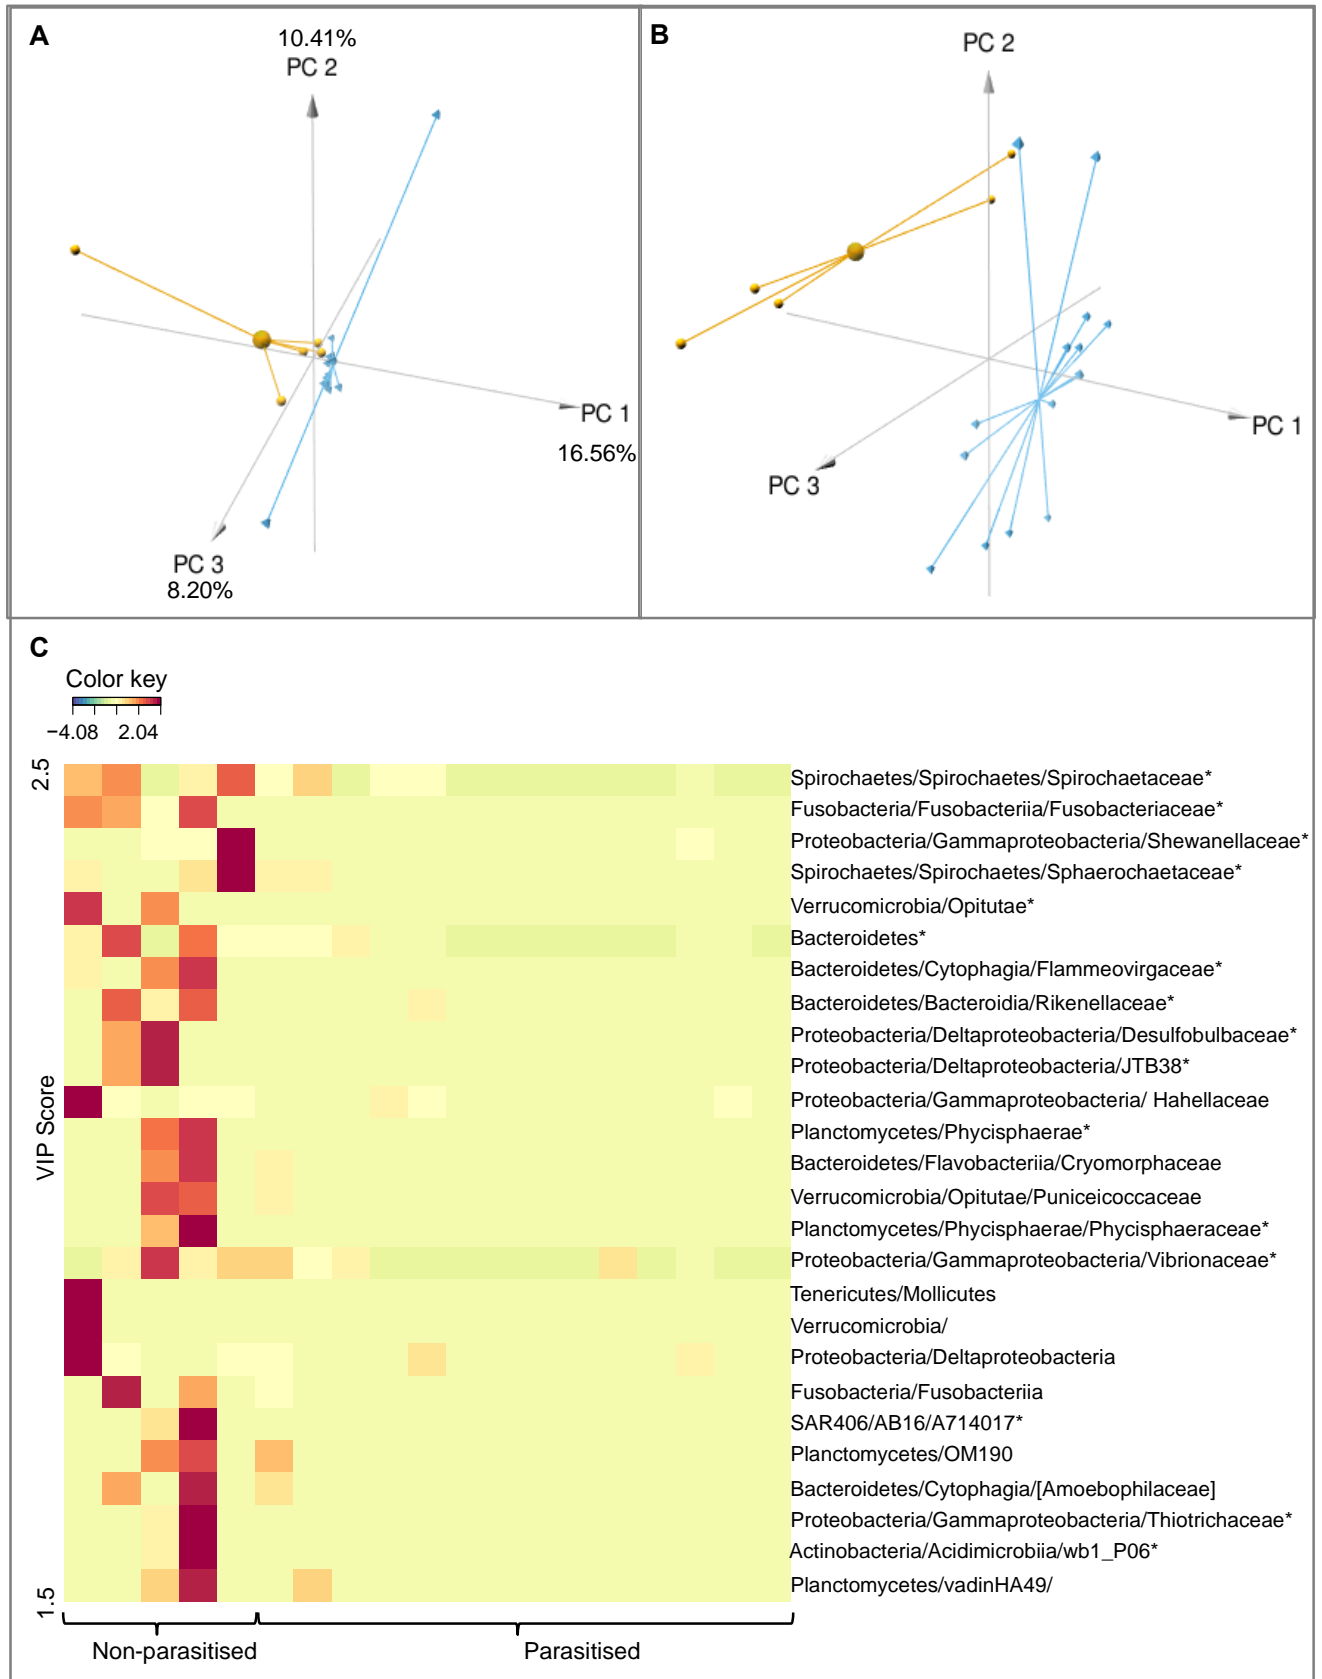 A
10.41%
PC 2
PC 1
16.56%
PC 3
8.20%
B
PC 2
PC 1
PC 3
C
Color key
−4.08 2.04
2.5
VIP Score
1.5
Spirochaetes/Spirochaetes/Spirochaetaceae*
Fusobacteria/Fusobacteriia/Fusobacteriaceae*
Proteobacteria/Gammaproteobacteria/Shewanellaceae*
Spirochaetes/Spirochaetes/Sphaerochaetaceae*
Verrucomicrobia/Opitutae*
Bacteroidetes*
Bacteroidetes/Cytophagia/Flammeovirgaceae*
Bacteroidetes/Bacteroidia/Rikenellaceae*
Proteobacteria/Deltaproteobacteria/Desulfobulbaceae*
Proteobacteria/Deltaproteobacteria/JTB38*
Proteobacteria/Gammaproteobacteria/ Hahellaceae
Planctomycetes/Phycisphaerae*
Bacteroidetes/Flavobacteriia/Cryomorphaceae
Verrucomicrobia/Opitutae/Puniceicoccaceae
Planctomycetes/Phycisphaerae/Phycisphaeraceae*
Proteobacteria/Gammaproteobacteria/Vibrionaceae*
Tenericutes/Mollicutes
Verrucomicrobia/
Proteobacteria/Deltaproteobacteria
Fusobacteria/Fusobacteriia
SAR406/AB16/A714017*
Planctomycetes/OM190
Bacteroidetes/Cytophagia/[Amoebophilaceae]
Proteobacteria/Gammaproteobacteria/Thiotrichaceae*
Actinobacteria/Acidimicrobiia/wb1_P06*
Planctomycetes/vadinHA49/
Non-parasitised Parasitised